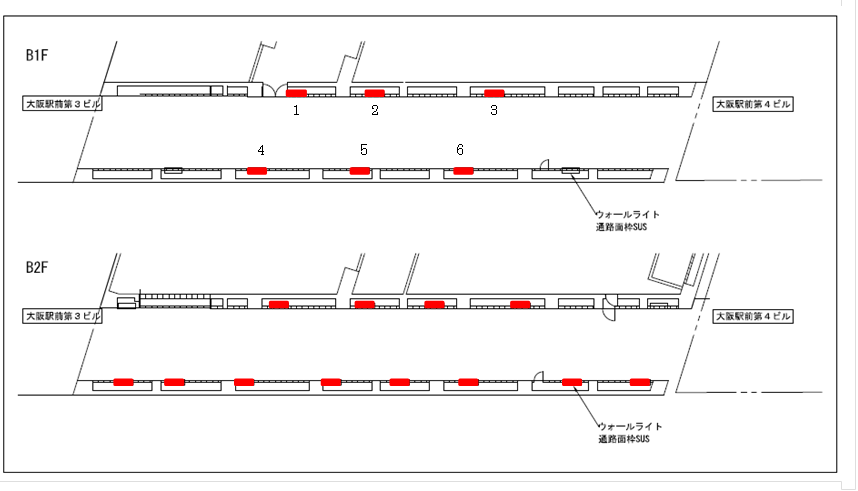 B1F
大阪駅前第３ビル
大阪駅前第４ビル
1 2 3
4 5 6
ウォールライト
通路面枠SUS
B2F
大阪駅前第３ビル
大阪駅前第４ビル
ウォールライト
通路面枠SUS